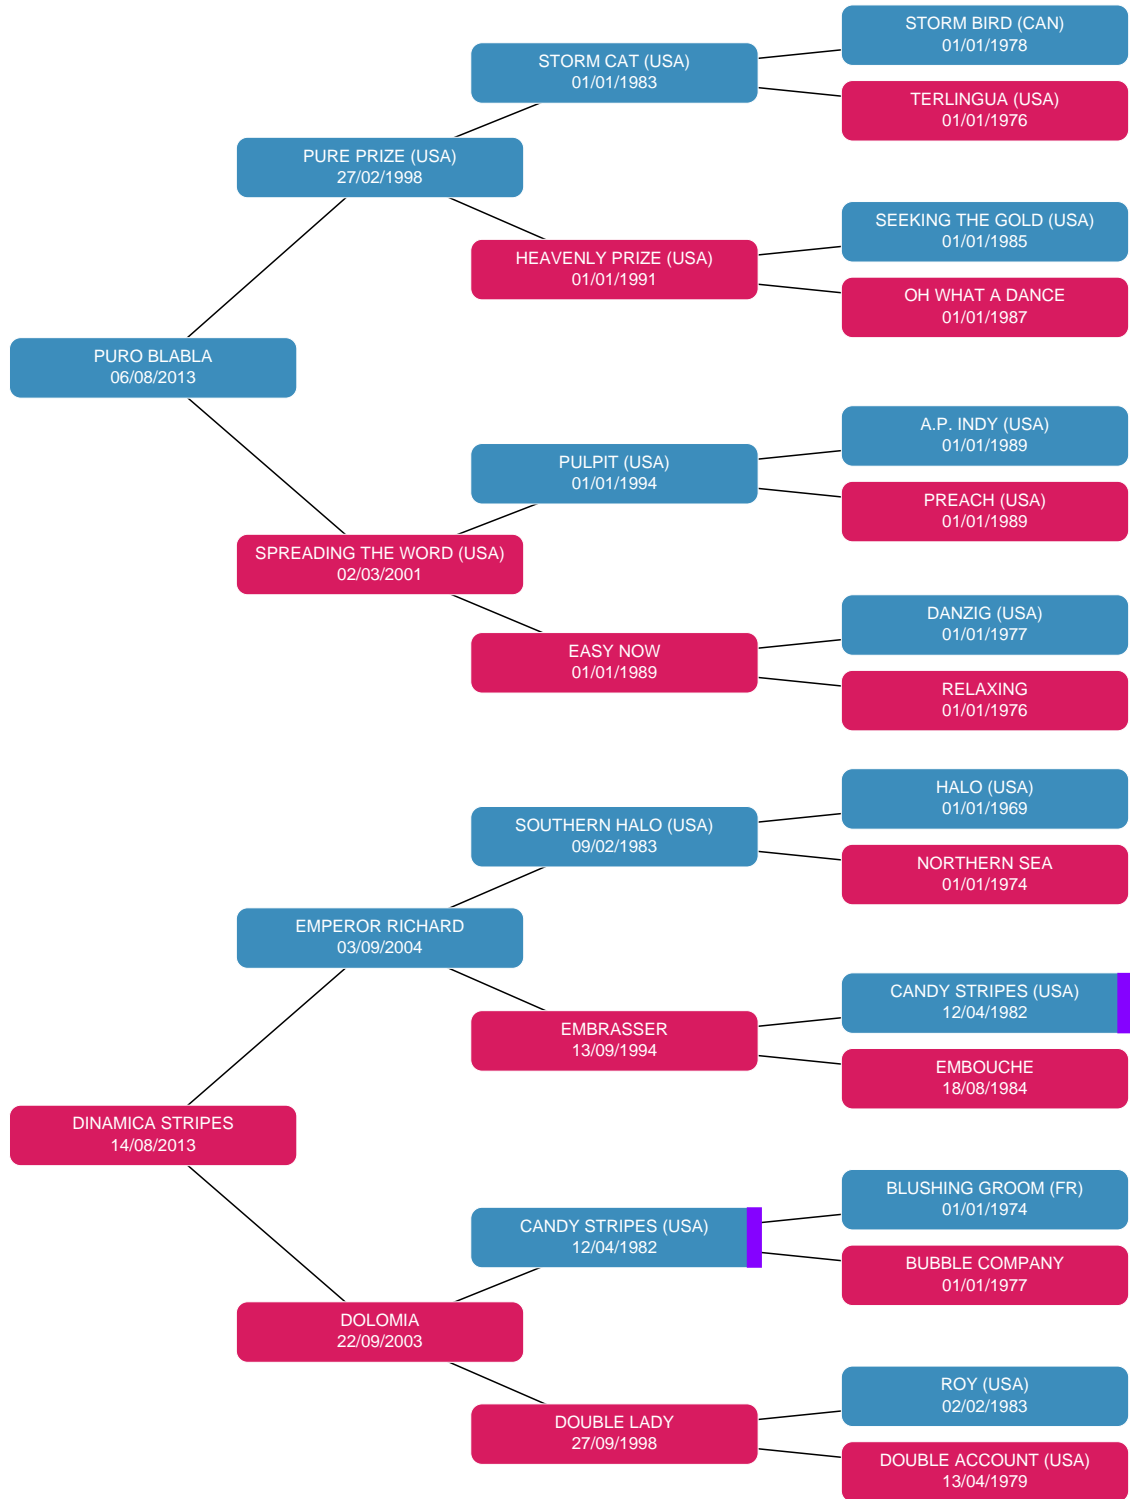 STORM BIRD (CAN)
01/01/1978
STORM CAT (USA)
01/01/1983
TERLINGUA (USA)
01/01/1976
PURE PRIZE (USA)
27/02/1998
SEEKING THE GOLD (USA)
01/01/1985
HEAVENLY PRIZE (USA)
01/01/1991
OH WHAT A DANCE
01/01/1987
PURO BLABLA
06/08/2013
A.P. INDY (USA)
01/01/1989
PULPIT (USA)
01/01/1994
PREACH (USA)
01/01/1989
SPREADING THE WORD (USA)
02/03/2001
DANZIG (USA)
01/01/1977
EASY NOW
01/01/1989
RELAXING
01/01/1976
HALO (USA)
01/01/1969
SOUTHERN HALO (USA)
09/02/1983
NORTHERN SEA
01/01/1974
EMPEROR RICHARD
03/09/2004
CANDY STRIPES (USA)
12/04/1982
EMBRASSER
13/09/1994
EMBOUCHE
18/08/1984
DINAMICA STRIPES
14/08/2013
BLUSHING GROOM (FR)
01/01/1974
CANDY STRIPES (USA)
12/04/1982
BUBBLE COMPANY
01/01/1977
DOLOMIA
22/09/2003
ROY (USA)
02/02/1983
DOUBLE LADY
27/09/1998
DOUBLE ACCOUNT (USA)
13/04/1979